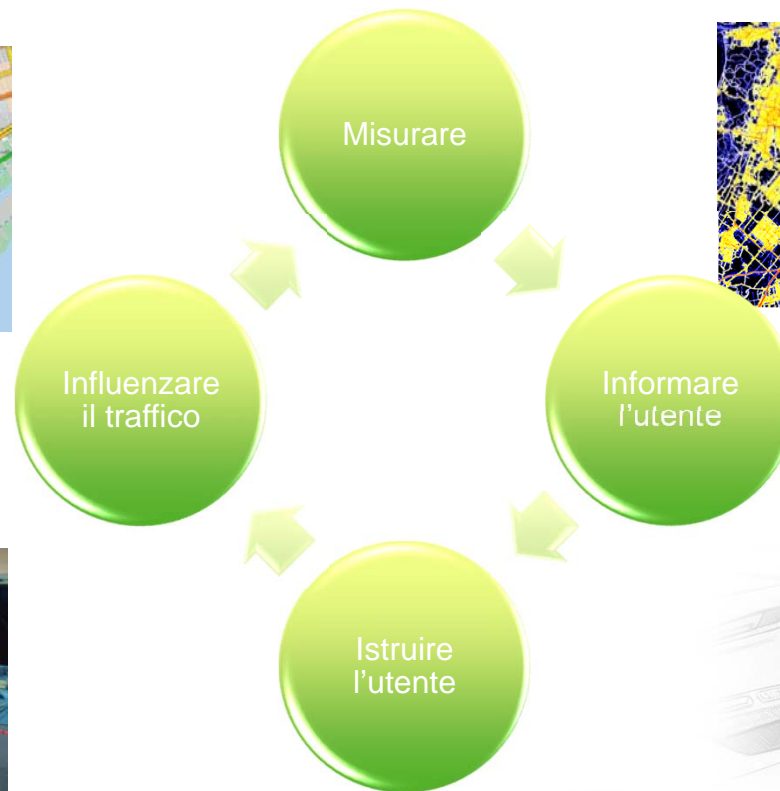 Misurare
Informare
l’utente
Istruire
l’utente
Influenzare
il traffico